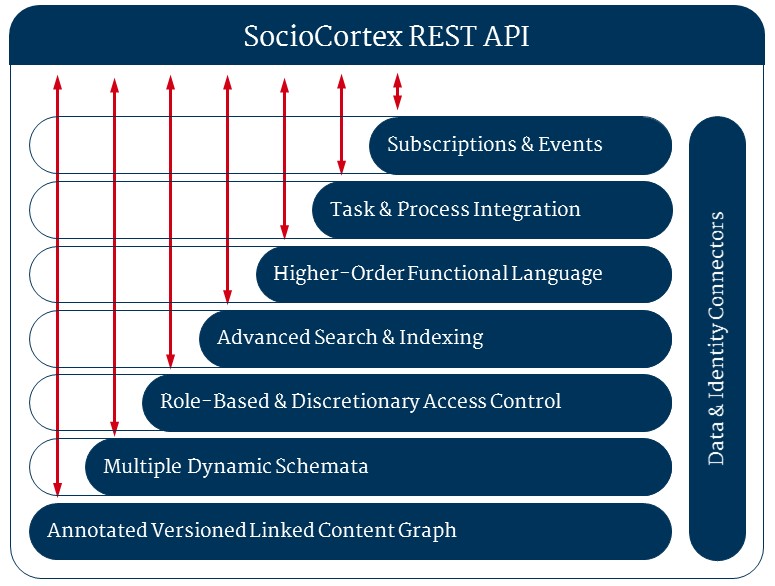 SocioCortex REST API
Subscriptions & Events
Task & Process Integration
Higher-Order Functional Language
Advanced Search & Indexing
Role-Based & Discretionary Access Control
Multiple Dynamic Schemata
Annotated Versioned Linked Content Graph
Data & Identity Connectors